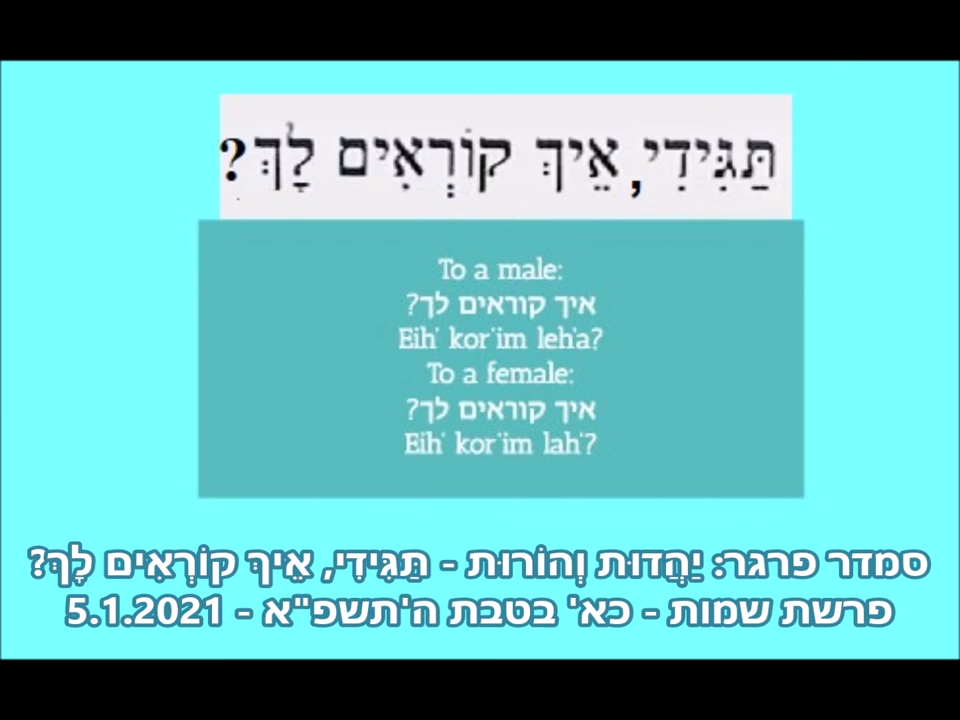 תַּגִּידִי, אֵיךְ קוֹרְאִים לָךְ?
To a male:
איך קוראים לך?
Eih' kor'im leh'a?
To a female:
איך קוראים לך?
Eih' kor'im lah'?
סמדר פרגר: יַהֲדוּת וְהוֹרוּת - תַּגִידִי, אֵיךְ קוֹרְאִים לָךְ?
פרשת שמות - כא' בטבת ה'תשפ"א - 5.1.2021